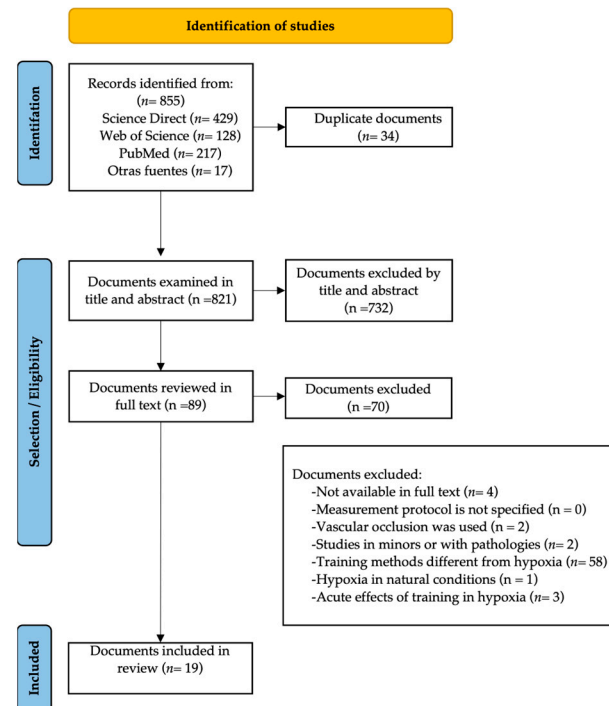 Identification of studies
Identifation
Records identified from:
(n= 855)
Science Direct (n= 429)
Web of Science (n= 128)
PubMed (n= 217)
Otras fuentes (n= 17)
Duplicate documents
(n= 34)
Selection / Eligibility
Documents examined in
title and abstract (n =821)
Documents excluded by
title and abstract
(n =732)
Documents reviewed in
full text (n =89)
Documents excluded
(n =70)
Documents excluded:
-Not available in full text (n= 4)
-Measurement protocol is not specified (n = 0)
-Vascular occlusion was used (n = 2)
-Studies in minors or with pathologies (n= 2)
-Training methods different from hypoxia (n= 58)
-Hypoxia in natural conditions (n = 1)
-Acute effects of training in hypoxia (n= 3)
Included
Documents included in
review (n= 19)